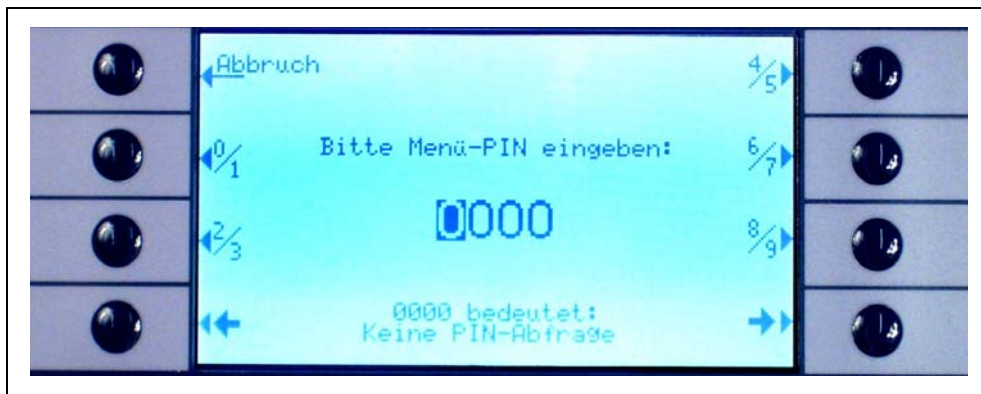 Abbruch
4/5
0/1
Bitte Menü-PIN eingeben:
6/7
0000
2/3
8/9
0000 bedeutet:
Keine PIN-Abfrage